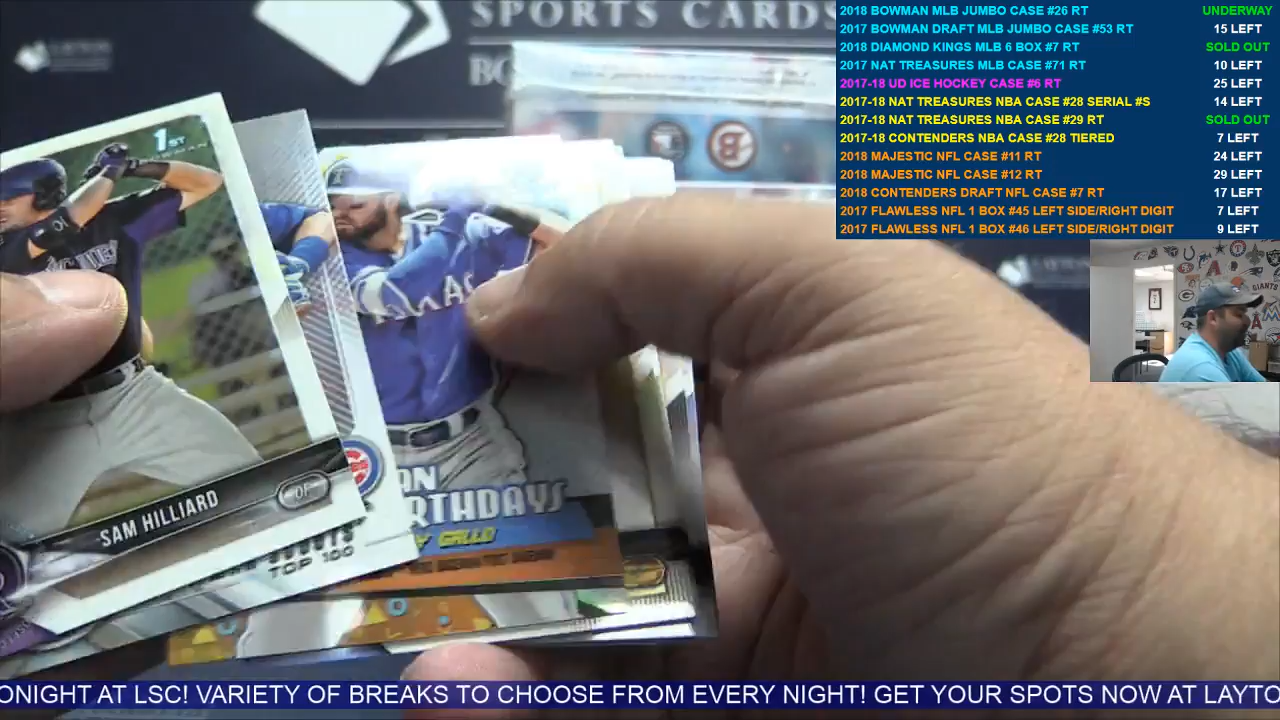 SPORTS CARDS
2018 BOWMAN MLB JUMBO CASE #26 RT UNDERWAY
2017 BOWMAN DRAFT MLB JUMBO CASE #53 RT 15 LEFT
2018 DIAMOND KINGS MLB 6 BOX #7 RT SOLD OUT
2017 NAT TREASURES MLB CASE #71 RT 10 LEFT
2017-18 UD ICE HOCKEY CASE #6 RT 25 LEFT
2017-18 NAT TREASURES NBA CASE #28 SERIAL #S 14 LEFT
2017-18 NAT TREASURES NBA CASE #29 RT SOLD OUT
2017-18 CONTENDERS NBA CASE #28 TIERED 7 LEFT
2018 MAJESTIC NFL CASE #11 RT 24 LEFT
2018 MAJESTIC NFL CASE #12 RT 29 LEFT
2018 CONTENDERS DRAFT NFL CASE #7 RT 17 LEFT
2017 FLAWLESS NFL 1 BOX #45 LEFT SIDE/RIGHT DIGIT 7 LEFT
2017 FLAWLESS NFL 1 BOX #46 LEFT SIDE/RIGHT DIGIT 9 LEFT
1ST
SAM HILLIARD OF
TOP 100
RTHDAYS
GALLO
GIANTS
ONIGHT AT LSC! VARIETY OF BREAKS TO CHOOSE FROM EVERY NIGHT! GET YOUR SPOTS NOW AT LAYTO